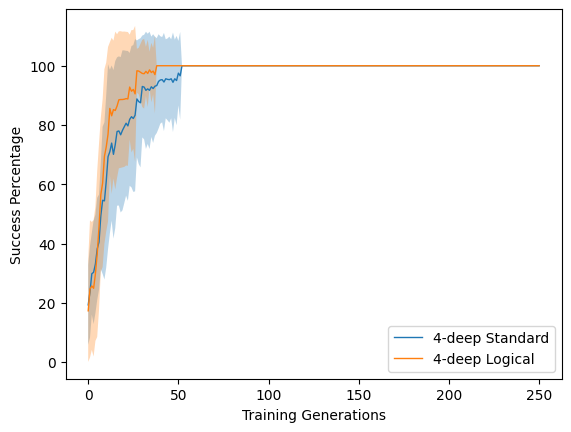 100
80
60
40
20
0
Success Percentage
0 50 100 150 200 250
Training Generations
4-deep Standard
4-deep Logical